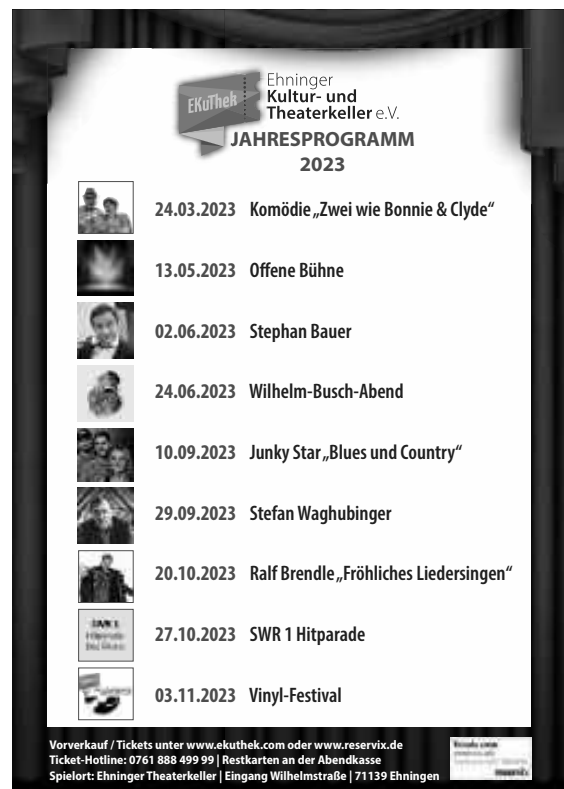 EKuThek
Ehninger
Kultur- und
Theaterkeller e.V.
JAHRESPROGRAMM
2023
24.03.2023 Komödie „Zwei wie Bonnie & Clyde“
13.05.2023 Offene Bühne
02.06.2023 Stephan Bauer
24.06.2023 Wilhelm-Busch-Abend
10.09.2023 Junky Star „Blues und Country“
29.09.2023 Stefan Waghubinger
20.10.2023 Ralf Brendle „Fröhliches Liedersingen“
SWR 1
Hitparade
27.10.2023 SWR 1 Hitparade
03.11.2023 Vinyl-Festival
Vorverkauf / Tickets unter www.ekuthek.com oder www.reservix.de
Ticket-Hotline: 0761 888 499 99 | Restkarten an der Abendkasse
Spielort: Ehninger Theaterkeller | Eingang Wilhelmstraße | 71139 Ehningen